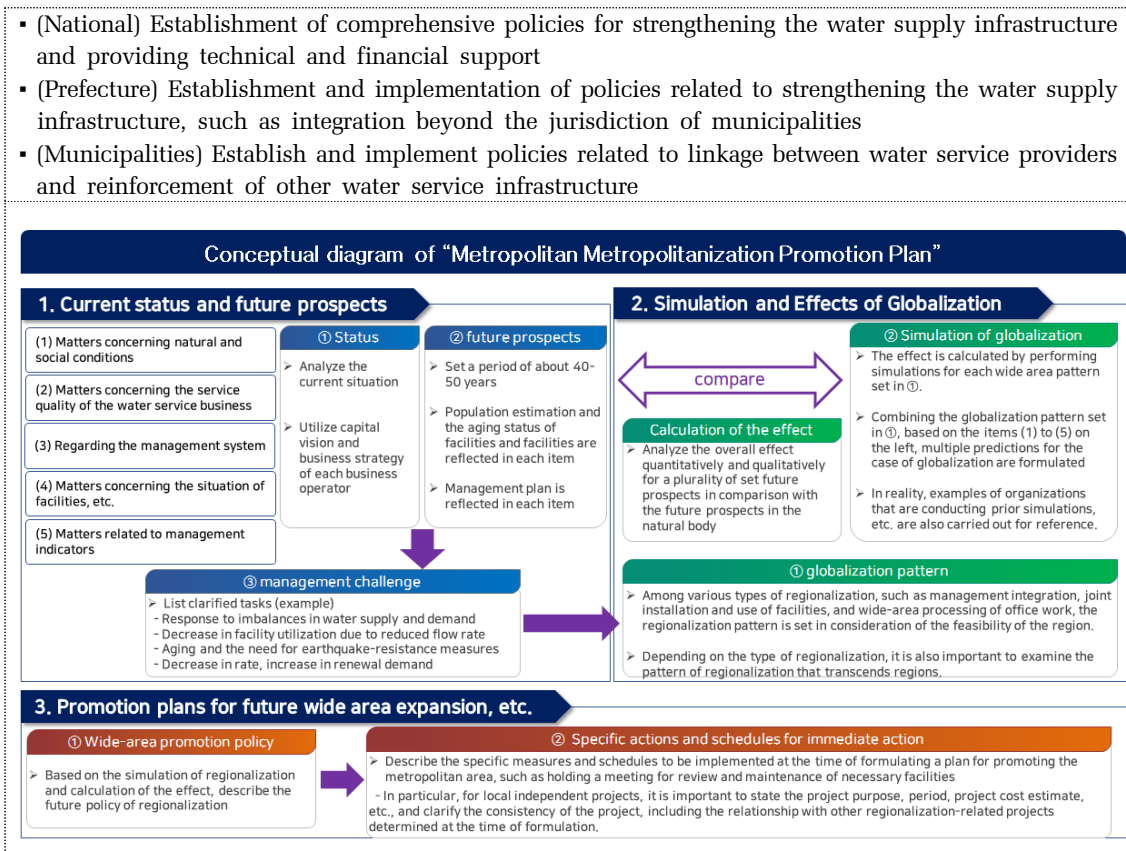 ▪ (National) Establishment of comprehensive policies for strengthening the water supply infrastructure
and providing technical and financial support
▪ (Prefecture) Establishment and implementation of policies related to strengthening the water supply
infrastructure, such as integration beyond the jurisdiction of municipalities
▪ (Municipalities) Establish and implement policies related to linkage between water service providers
and reinforcement of other water service infrastructure
Conceptual diagram of “Metropolitan Metropolitanization Promotion Plan”
1. Current status and future prospects
(1) Matters concerning natural and
social conditions
(2) Matters concerning the service
quality of the water service business
(3) Regarding the management system
(4) Matters concerning the situation of
facilities, etc.
(5) Matters related to management
indicators
① Status
➢ Analyze the
current situation
➢ Utilize capital
vision and
business strategy
of each business
operator
② future prospects
➢ Set a period of about 40-
50 years
➢ Population estimation and
the aging status of
facilities and facilities are
reflected in each item
➢ Management plan is
reflected in each item
③ management challenge
➢ List clarified tasks (example)
- Response to imbalances in water supply and demand
- Decrease in facility utilization due to reduced flow rate
- Aging and the need for earthquake-resistance measures
- Decrease in rate, increase in renewal demand
2. Simulation and Effects of Globalization
compare
Calculation of the effect
➢ Analyze the overall effect
quantitatively and qualitatively
for a plurality of set future
prospects in comparison with
the future prospects in the
natural body
② Simulation of globalization
➢ The effect is calculated by performing
simulations for each wide area pattern
set in ①.
➢ Combining the globalization pattern set
in ①, based on the items (1) to (5) on
the left, multiple predictions for the
case of globalization are formulated
➢ In reality, examples of organizations
that are conducting prior simulations,
etc. are also carried out for reference.
① globalization pattern
➢ Among various types of regionalization, such as management integration, joint
installation and use of facilities, and wide-area processing of office work, the
regionalization pattern is set in consideration of the feasibility of the region.
➢ Depending on the type of regionalization, it is also important to examine the
pattern of regionalization that transcends regions.
3. Promotion plans for future wide area expansion, etc.
① Wide-area promotion policy
➢ Based on the simulation of regionalization
and calculation of the effect, describe the
future policy of regionalization
② Specific actions and schedules for immediate action
➢ Describe the specific measures and schedules to be implemented at the time of formulating a plan for promoting the
metropolitan area, such as holding a meeting for review and maintenance of necessary facilities
- In particular, for local independent projects, it is important to state the project purpose, period, project cost estimate,
etc., and clarify the consistency of the project, including the relationship with other regionalization-related projects
determined at the time of formulation.